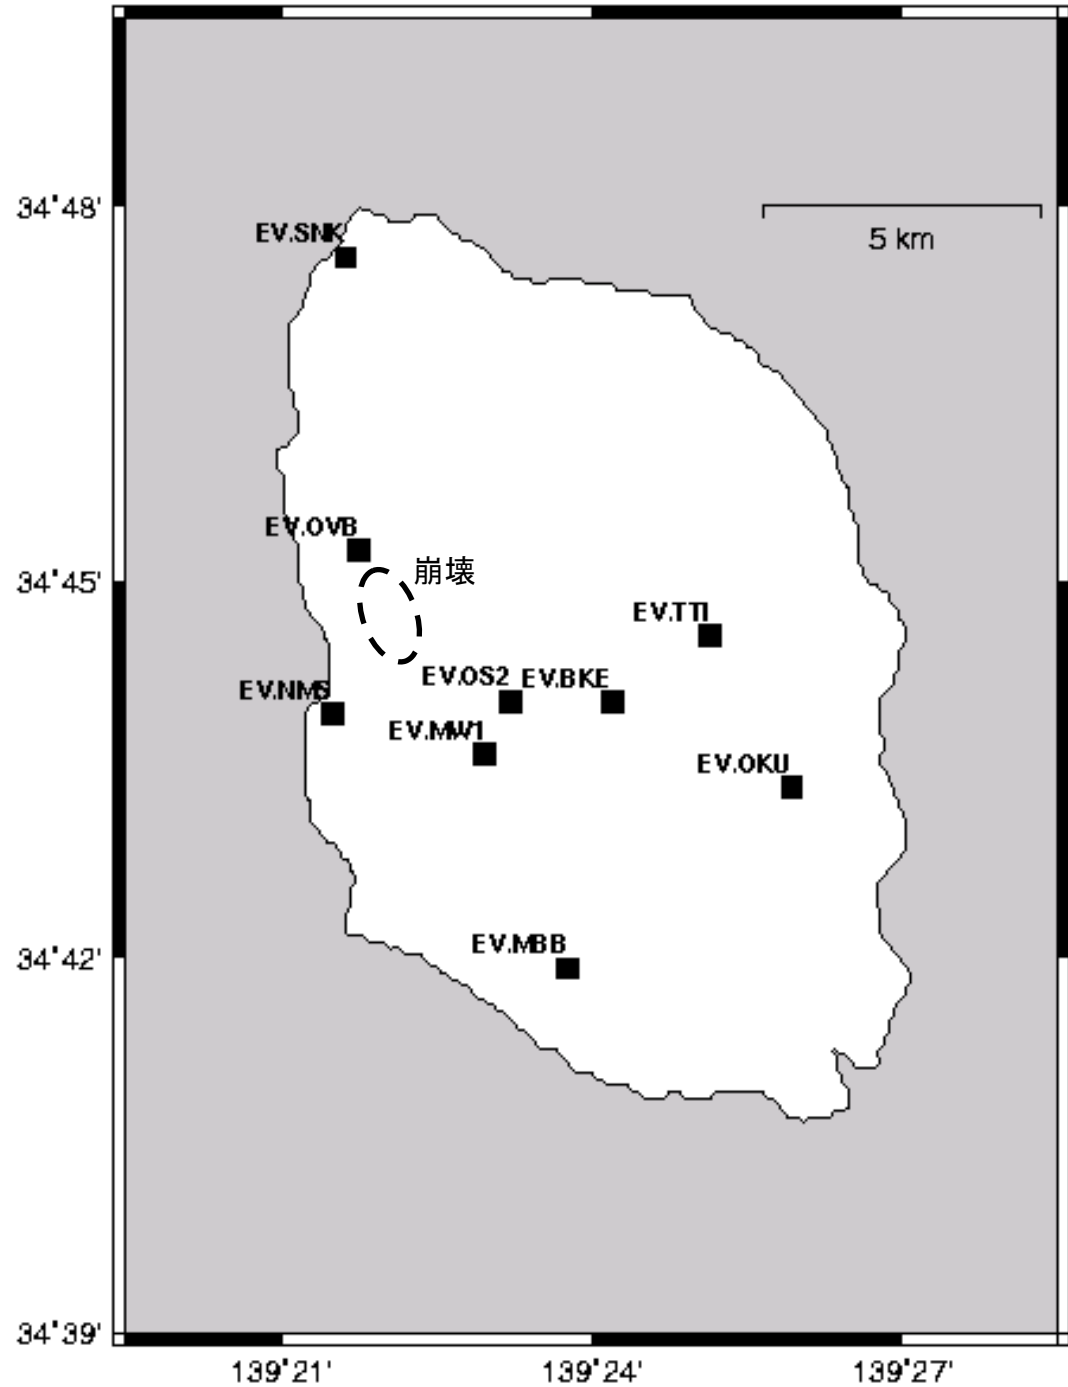 34°48'
EV.SNK
5 km
EV.OVB
崩壊
34°45'
EV.TTI
EV.OS2
EV.BKE
EV.NMS
EV.MW1
EV.OKU
EV.MBB
34°42'
34°39'
139°21'
139°24'
139°27'